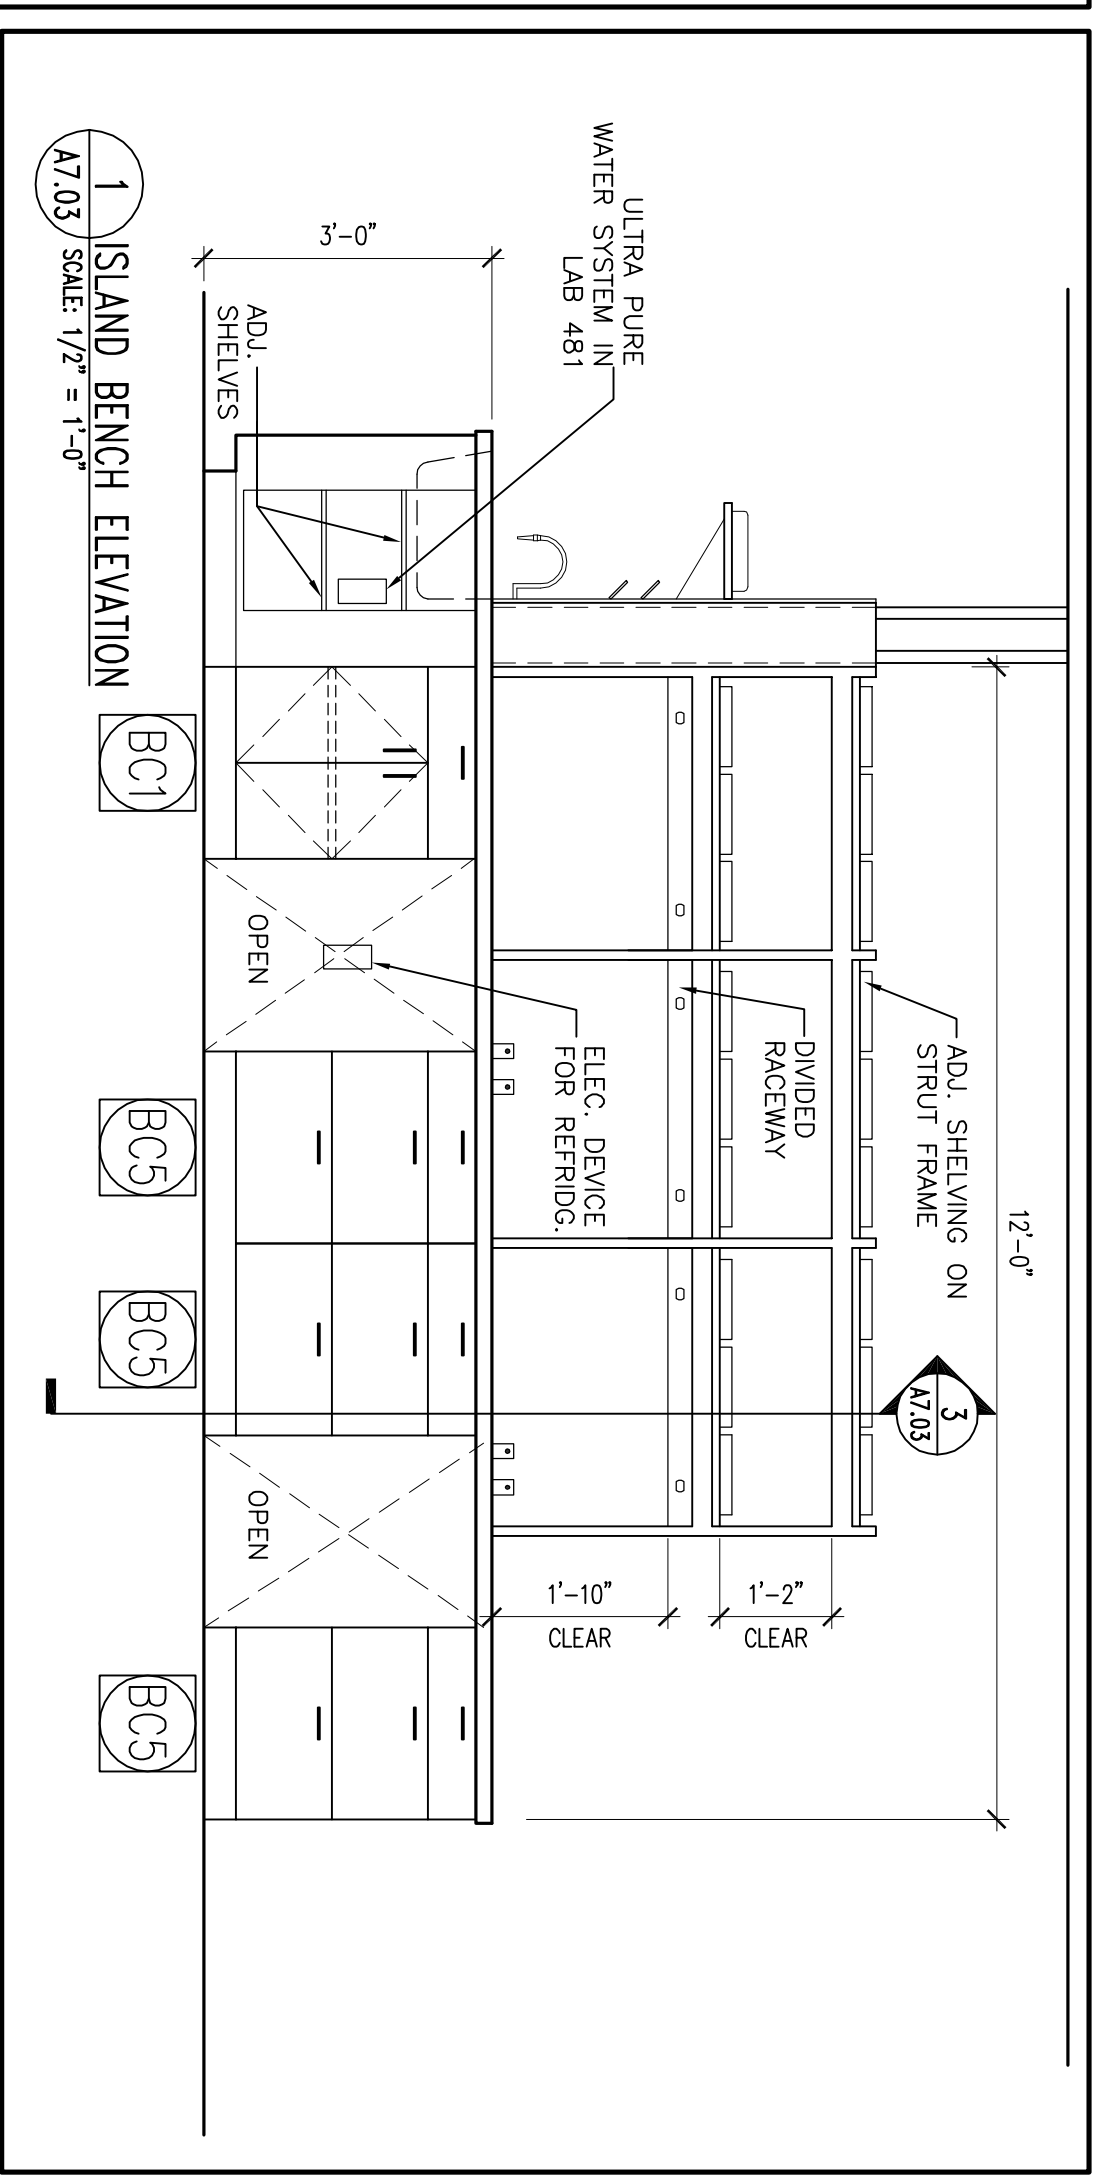 12'-0"
ADJ. SHELVING ON
STRUT FRAME
3
A7.03
DIVIDED
RACEWAY
1'-2"
CLEAR
ULTRA PURE
WATER SYSTEM IN
LAB 481
ELEC. DEVICE
FOR REFRIDG.
1'-10"
CLEAR
3'-0"
ADJ.
SHELVES
OPEN
OPEN
BC1
BC5
BC5
BC5
1
A7.03
ISLAND BENCH ELEVATION
SCALE: 1/2" = 1'-0"